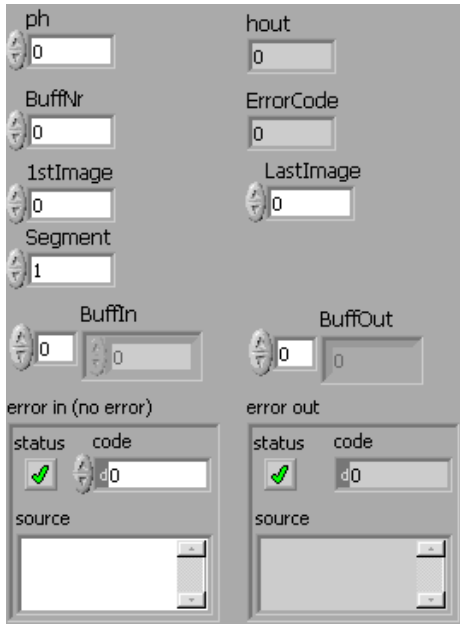 ph hout
0 0
BuffNr ErrorCode
0 0
1stImage LastImage
0 0
Segment
1
BuffIn BuffOut
0 0 0 0
error in (no error) error out
status code status code
d0 d0
source source